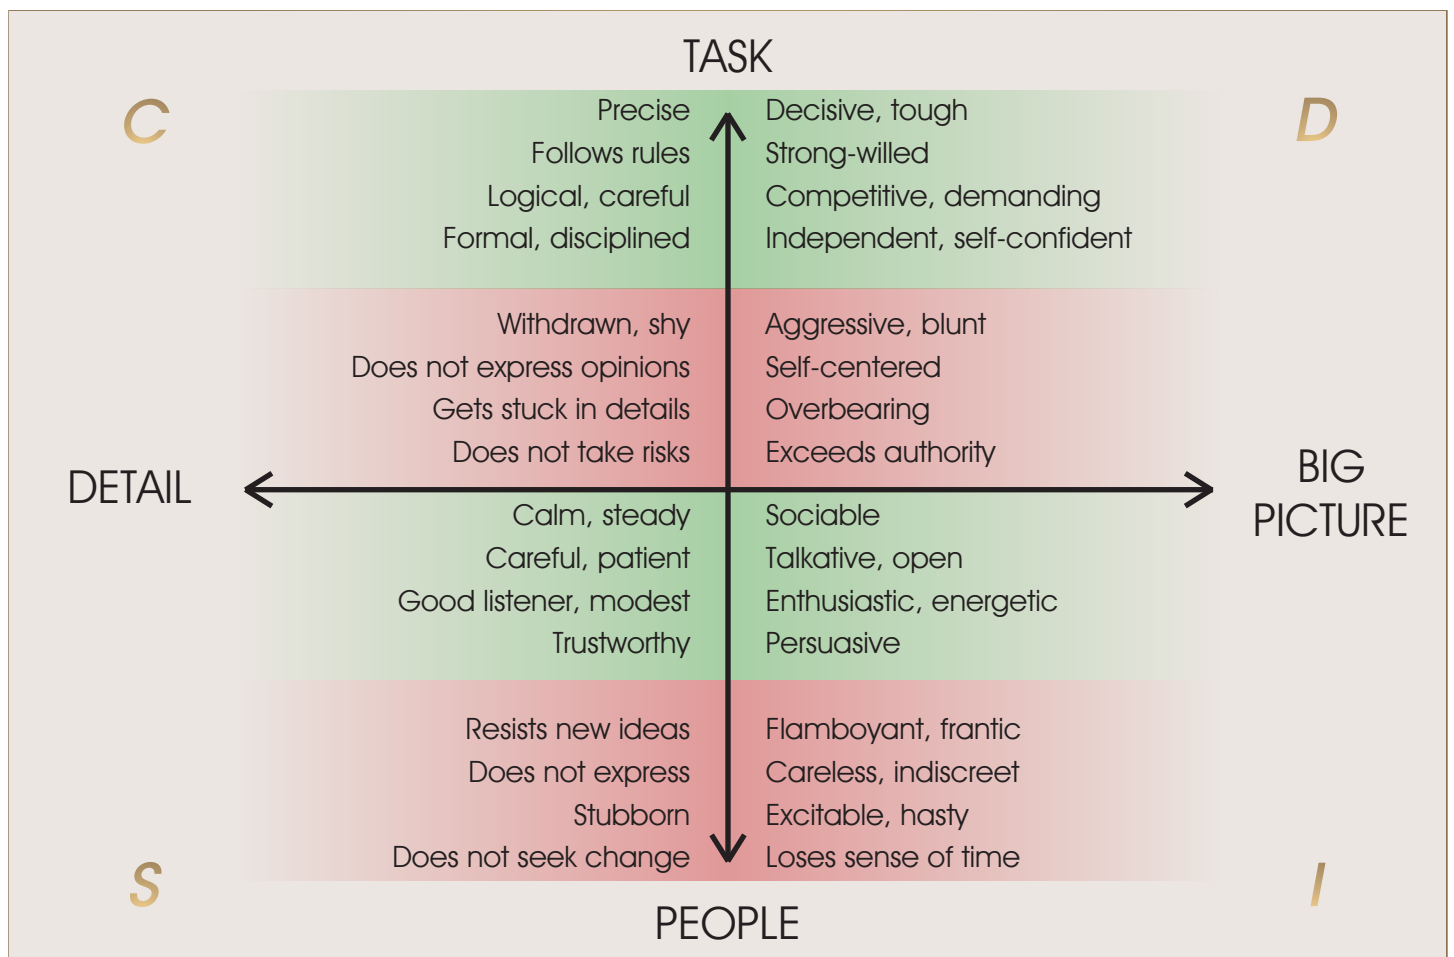 TASK
C
D
Precise
Follows rules
Logical, careful
Formal, disciplined
Decisive, tough
Strong-willed
Competitive, demanding
Independent, self-confident
Withdrawn, shy
Does not express opinions
Gets stuck in details
Does not take risks
Aggressive, blunt
Self-centered
Overbearing
Exceeds authority
DETAIL
BIG
PICTURE
Calm, steady
Careful, patient
Good listener, modest
Trustworthy
Sociable
Talkative, open
Enthusiastic, energetic
Persuasive
Resists new ideas
Does not express
Stubborn
Does not seek change
Flamboyant, frantic
Careless, indiscreet
Excitable, hasty
Loses sense of time
S
I
PEOPLE